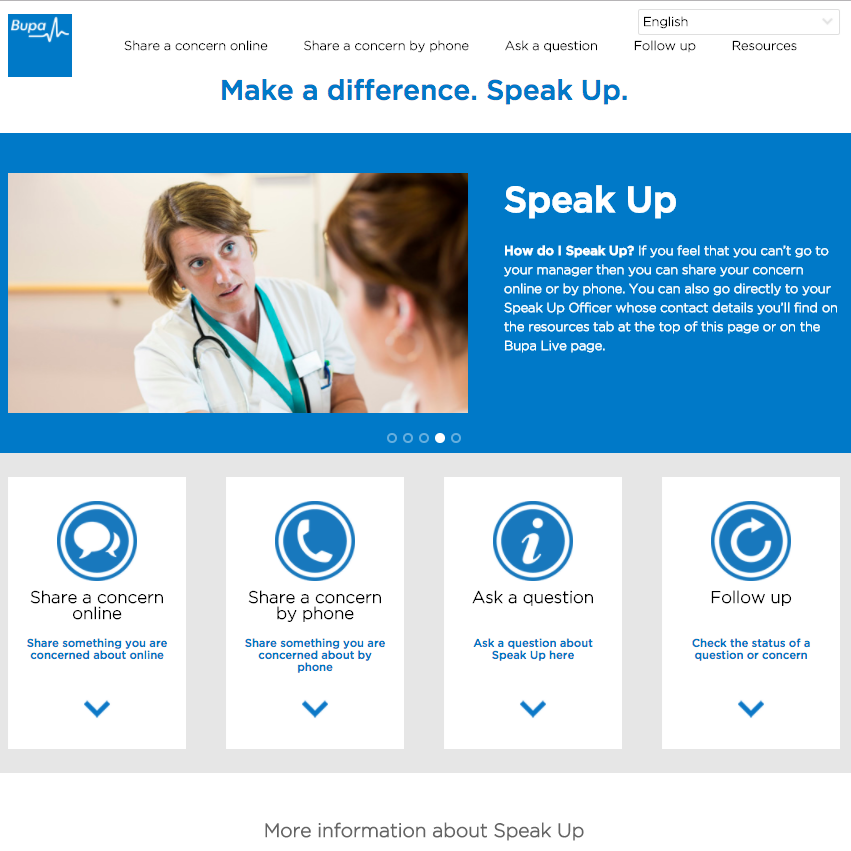 Bupa
English
Share a concern online
Share a concern by phone
Ask a question
Follow up
Resources
Make a difference. Speak Up.
Speak Up
How do I Speak Up? If you feel that you can't go to
your manager then you can share your concern
online or by phone. You can also go directly to your
Speak Up Officer whose contact details you'll find on
the resources tab at the top of this page or on the
Bupa Live page.
Share a concern
online
Share something you are
concerned about online
Share a concern
by phone
Share something you are
concerned about by
phone
Ask a question
Ask a question about
Speak Up here
Follow up
Check the status of a
question or concern
More information about Speak Up